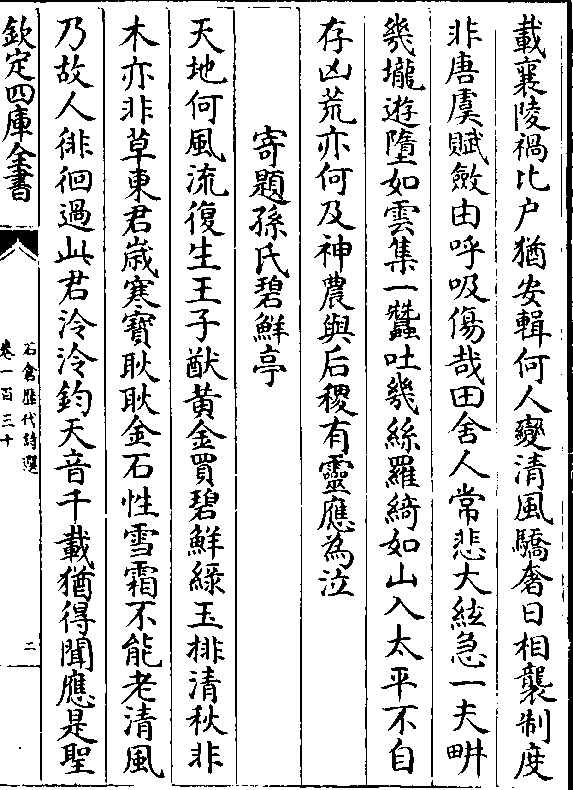 載襄陵禍比户猶安輯何人變清風驕奢日相襲制度
非唐虞賦斂由呼吸傷哉田舍人常悲大絃急一夫畊
幾壠遊墮如雲集一蠶吐幾絲羅綺如山入太平不自
存凶荒亦何及神農與后稷有靈應為泣
寄題孫氏碧鮮亭
天地何風流復生王子猷黄金買碧鮮緑玉排清秋非
木亦非草東君嵗寒寳耿耿金石性雪霜不能老清風
乃故人徘徊過此君泠泠鈞天音千載猶得聞應是聖
欽定四庫全書
石倉歴代詩選
卷一百三十
二